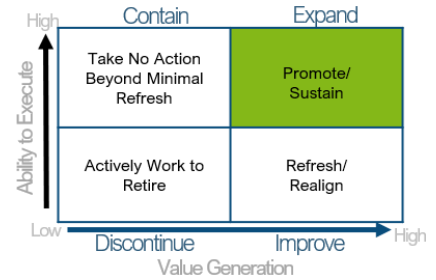 Contain
Expand
High
Take No Action
Beyond Minimal
Refresh
Promote/
Sustain
Ability to Execute
Actively Work to
Retire
Refresh/
Realign
Low
High
Discontinue
Improve
Value Generation